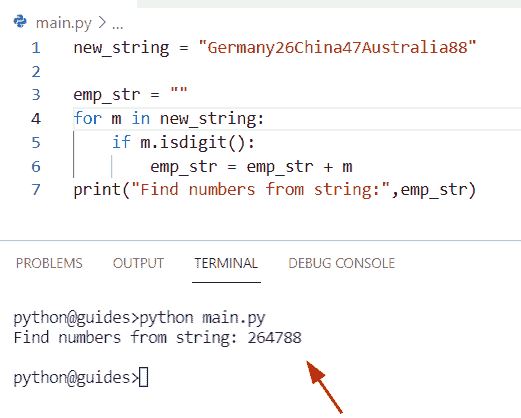 main.py > ...
1 new_string = "Germany26China47Australia88"
2
3 emp_str = ""
4 for m in new_string:
5 if m.isdigit():
6 emp_str = emp_str + m
7 print("Find numbers from string:",emp_str)
PROBLEMS OUTPUT TERMINAL DEBUG CONSOLE
python@guides>python main.py
Find numbers from string: 264788
python@guides>